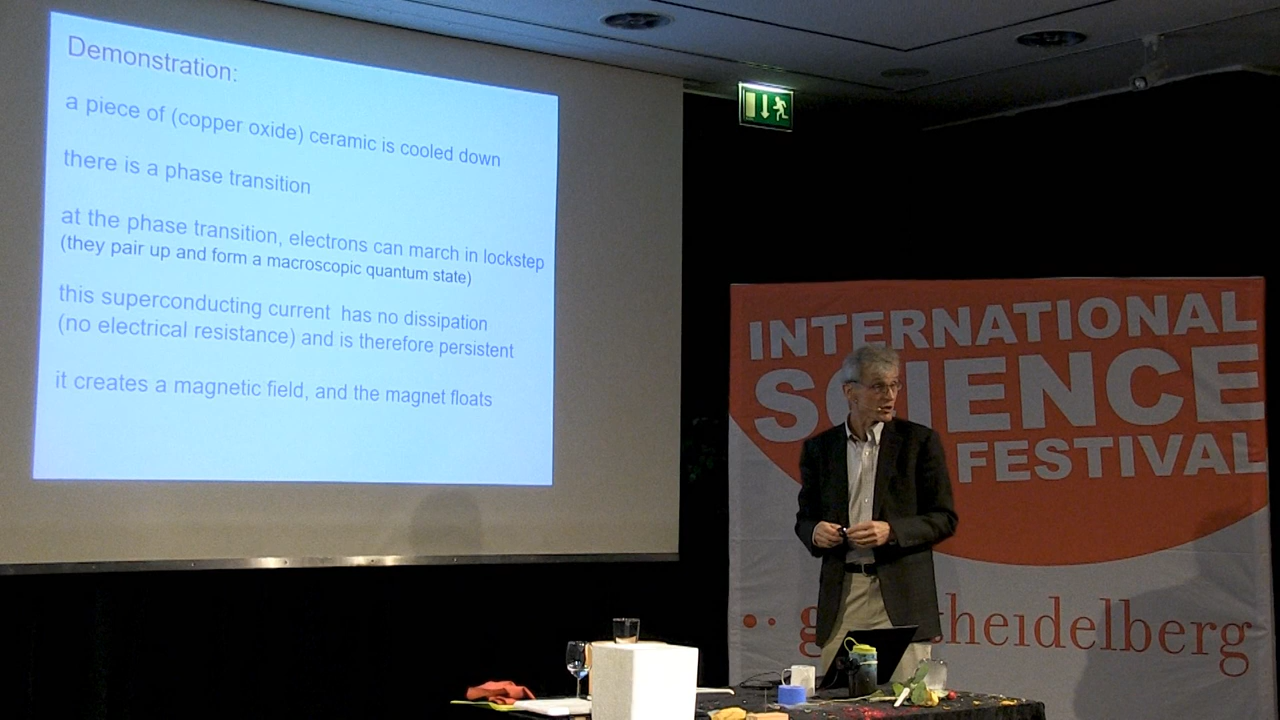 Demonstration:
a piece of (copper oxide) ceramic is cooled down
there is a phase transition
at the phase transition, electrons can march in lockstep
(they pair up and form a macroscopic quantum state)
this superconducting current has no dissipation
(no electrical resistance) and is therefore persistent
it creates a magnetic field, and the magnet floats
INTERNATIONAL
SCIENCE
FESTIVAL
heidelberg